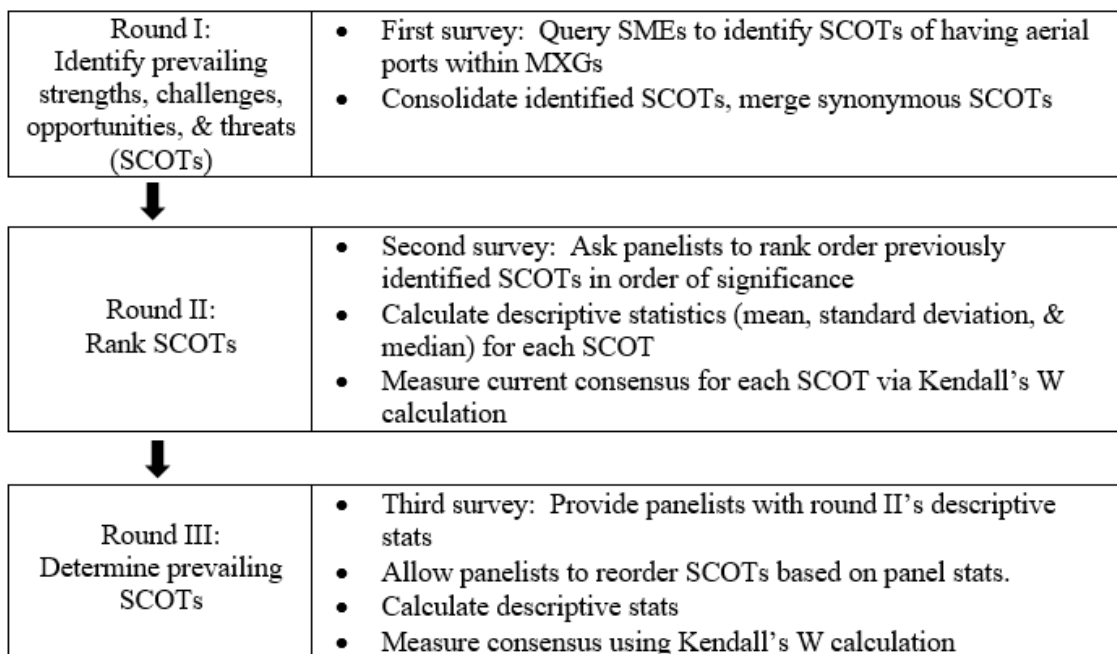 Round I:
Identify prevailing
strengths, challenges,
opportunities, & threats
(SCOTs)
• First survey: Query SMEs to identify SCOTs of having aerial
ports within MXGs
• Consolidate identified SCOTs, merge synonymous SCOTs
Round II:
Rank SCOTs
• Second survey: Ask panelists to rank order previously
identified SCOTs in order of significance
• Calculate descriptive statistics (mean, standard deviation, &
median) for each SCOT
• Measure current consensus for each SCOT via Kendall's W
calculation
Round III:
Determine prevailing
SCOTs
• Third survey: Provide panelists with round II's descriptive
stats
• Allow panelists to reorder SCOTs based on panel stats.
• Calculate descriptive stats
• Measure consensus using Kendall's W calculation